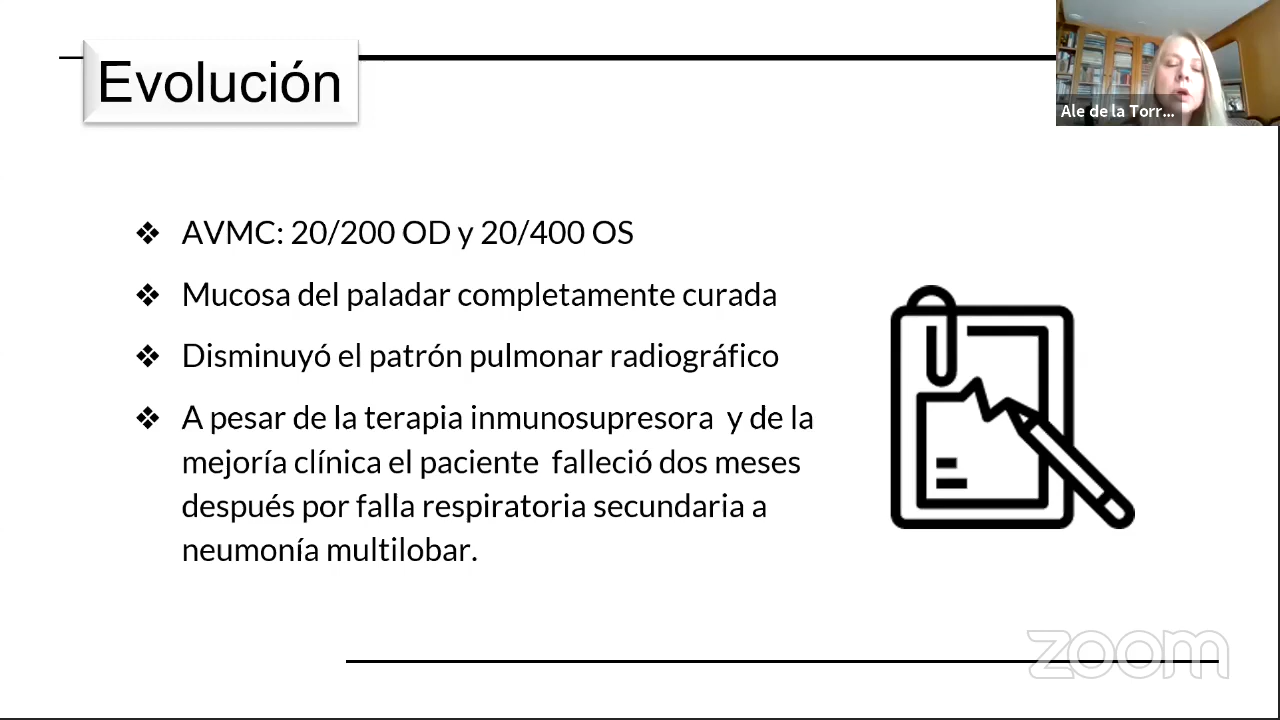 Evolución
Ale de la Torr...
❖ AVMC: 20/200 OD y 20/400 OS
❖ Mucosa del paladar completamente curada
❖ Disminuyó el patrón pulmonar radiográfico
❖ A pesar de la terapia inmunosupresora y de la
mejoría clínica el paciente falleció dos meses
después por falla respiratoria secundaria a
neumonía multilobar.
zoom